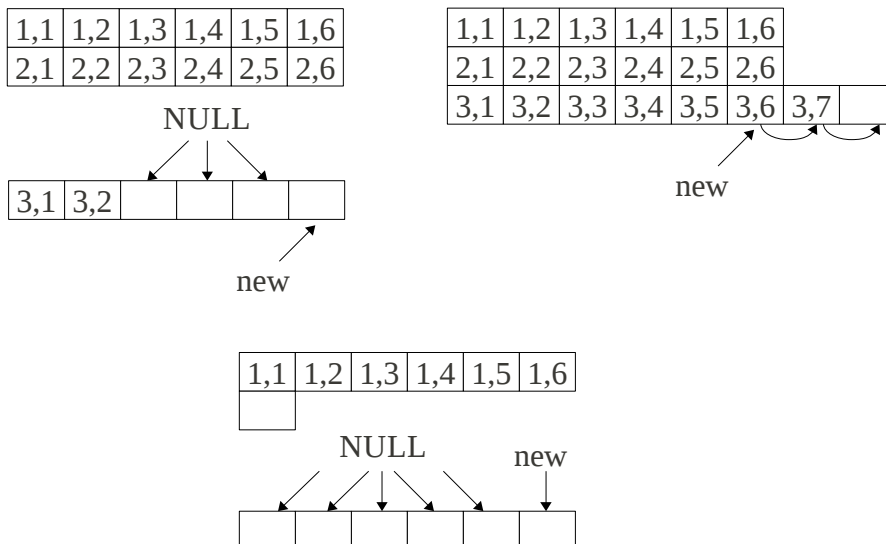 1,1 1,2 1,3 1,4 1,5 1,6
2,1 2,2 2,3 2,4 2,5 2,6
NULL
3,1 3,2
new
1,1 1,2 1,3 1,4 1,5 1,6
2,1 2,2 2,3 2,4 2,5 2,6
3,1 3,2 3,3 3,4 3,5 3,6 3,7
new
1,1 1,2 1,3 1,4 1,5 1,6
NULL
new